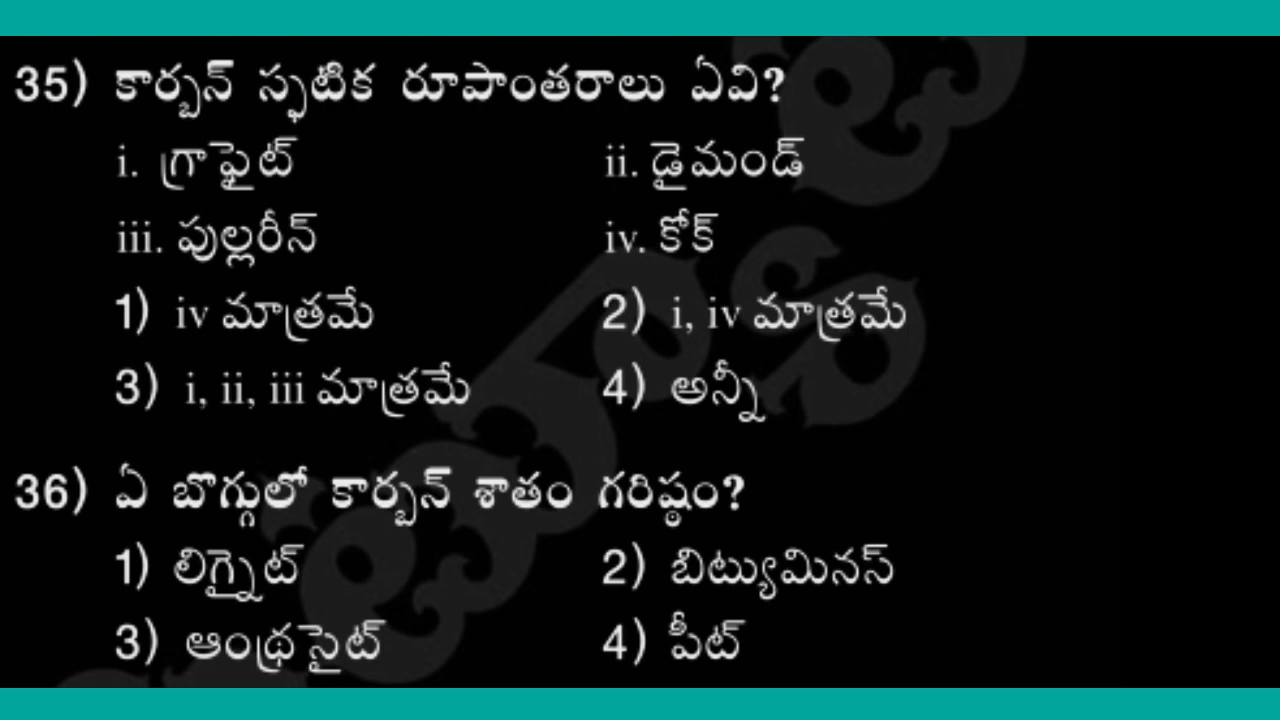 35) కార్బన్ స్ఫటిక రూపాంతరాలు ఏవి?
i. గ్రాఫైట్ ii. డైమండ్
iii. ఫుల్లరీన్ iv. కోక్
1) iv మాత్రమే 2) i, iv మాత్రమే
3) i, ii, iii మాత్రమే 4) అన్నీ
36) ఏ బొగ్గులో కార్బన్ శాతం గరిష్ఠం?
1) లిగ్నైట్ 2) బిట్యుమినస్
3) ఆంథ్రసైట్ 4) పీట్